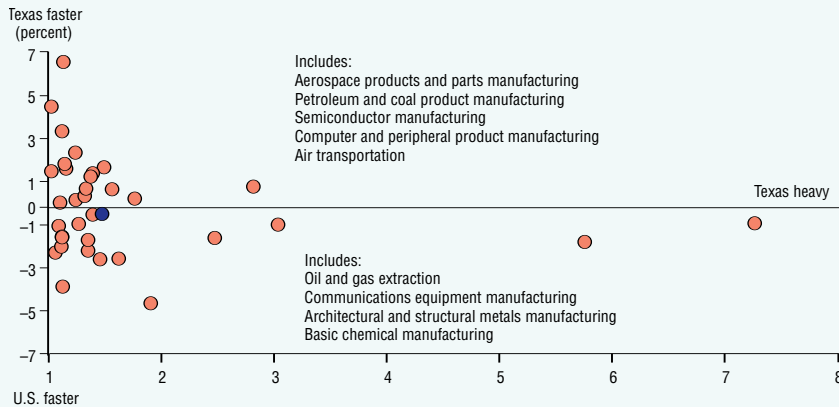 Texas faster
(percent)
7
5
3
1
0
–1
–3
–5
–7
Includes:
Aerospace products and parts manufacturing
Petroleum and coal product manufacturing
Semiconductor manufacturing
Computer and peripheral product manufacturing
Air transportation
Texas heavy
Includes:
Oil and gas extraction
Communications equipment manufacturing
Architectural and structural metals manufacturing
Basic chemical manufacturing
1 2 3 4 5 6 7 8
U.S. faster